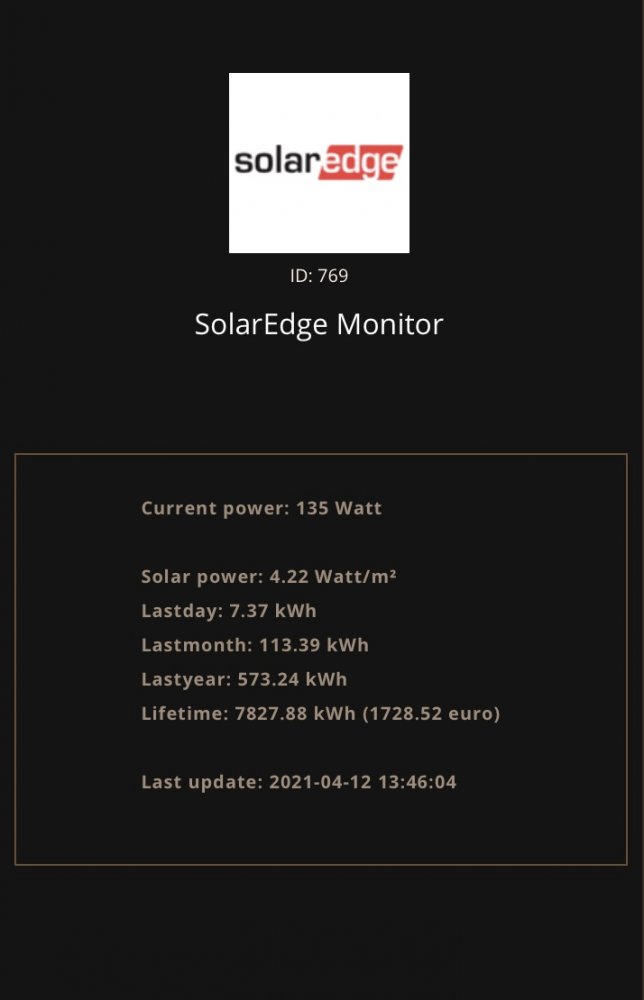 solaredge
ID: 769
SolarEdge Monitor
Current power: 135 Watt
Solar power: 4.22 Watt/m²
Lastday: 7.37 kWh
Lastmonth: 113.39 kWh
Lastyear: 573.24 kWh
Lifetime: 7827.88 kWh (1728.52 euro)
Last update: 2021-04-12 13:46:04